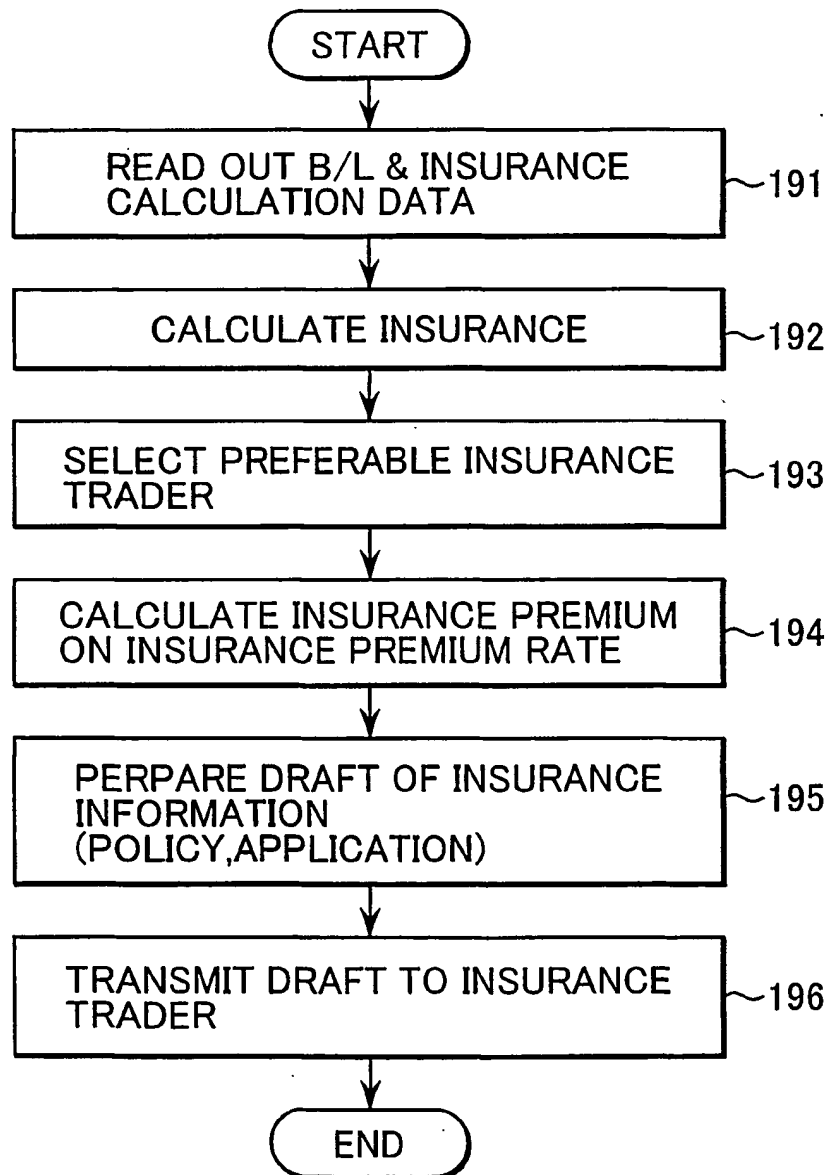 START
READ OUT B/L & INSURANCE
CALCULATION DATA
191
CALCULATE INSURANCE
192
SELECT PREFERABLE INSURANCE
TRADER
193
CALCULATE INSURANCE PREMIUM
ON INSURANCE PREMIUM RATE
194
PERPARE DRAFT OF INSURANCE
INFORMATION
(POLICY,APPLICATION)
195
TRANSMIT DRAFT TO INSURANCE
TRADER
196
END